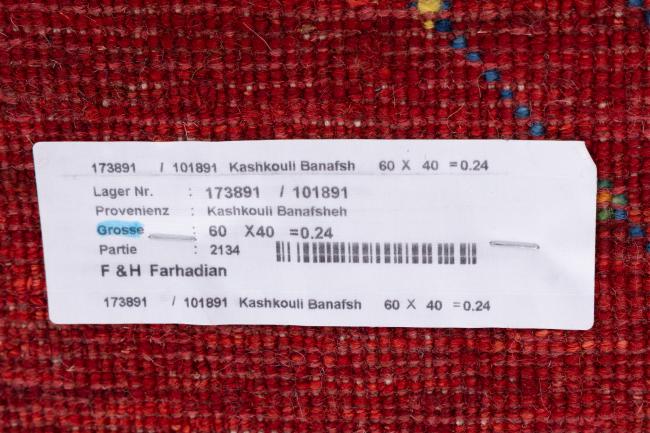 173891 / 101891 Kashkouli Banafsh 60 X 40 =0.24
Lager Nr. : 173891 / 101891
Provenienz : Kashkouli Banafsheh
Grosse : 60 X40 =0.24
Partie : 2134
F &H Farhadian
173891 / 101891 Kashkouli Banafsh 60 X 40 =0.24